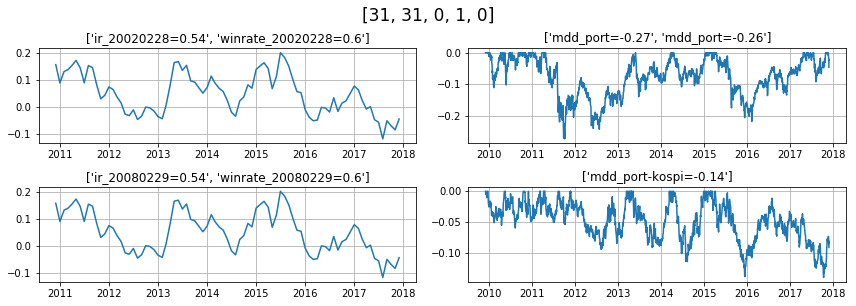 [31, 31, 0, 1, 0]
['ir_20020228=0.54', 'winrate_20020228=0.6']
0.2
0.1
0.0
−0.1
2011 2012 2013 2014 2015 2016 2017 2018
['mdd_port=-0.27', 'mdd_port=-0.26']
0.0
−0.1
−0.2
2010 2011 2012 2013 2014 2015 2016 2017 2018
['ir_20080229=0.54', 'winrate_20080229=0.6']
0.2
0.1
0.0
−0.1
2011 2012 2013 2014 2015 2016 2017 2018
['mdd_port-kospi=-0.14']
0.00
−0.05
−0.10
2010 2011 2012 2013 2014 2015 2016 2017 2018